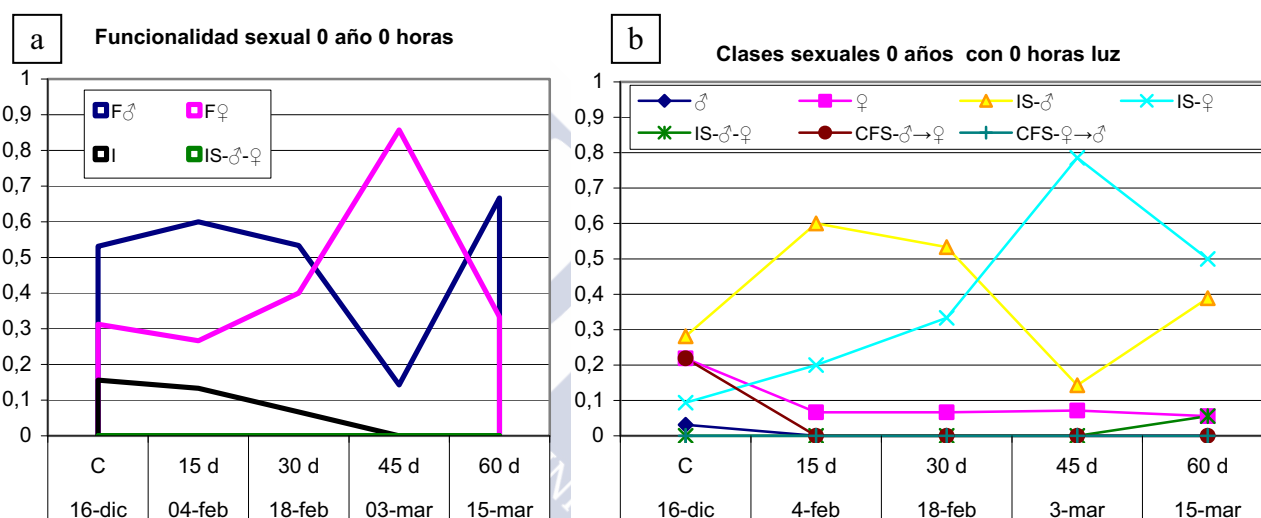 a
Funcionalidad sexual 0 año 0 horas
1
0,9
0,8
0,7
0,6
0,5
0,4
0,3
0,2
0,1
0
F♂ F♀
I IS-♂-♀
C 15 d 30 d 45 d 60 d
16-dic 04-feb 18-feb 03-mar 15-mar
b
Clases sexuales 0 años con 0 horas luz
1
0,9
0,8
0,7
0,6
0,5
0,4
0,3
0,2
0,1
0
♂ ♀ IS-♂ IS-♀
IS-♂-♀ CFS-♂→♀ CFS-♀→♂
C 15 d 30 d 45 d 60 d
16-dic 4-feb 18-feb 3-mar 15-mar